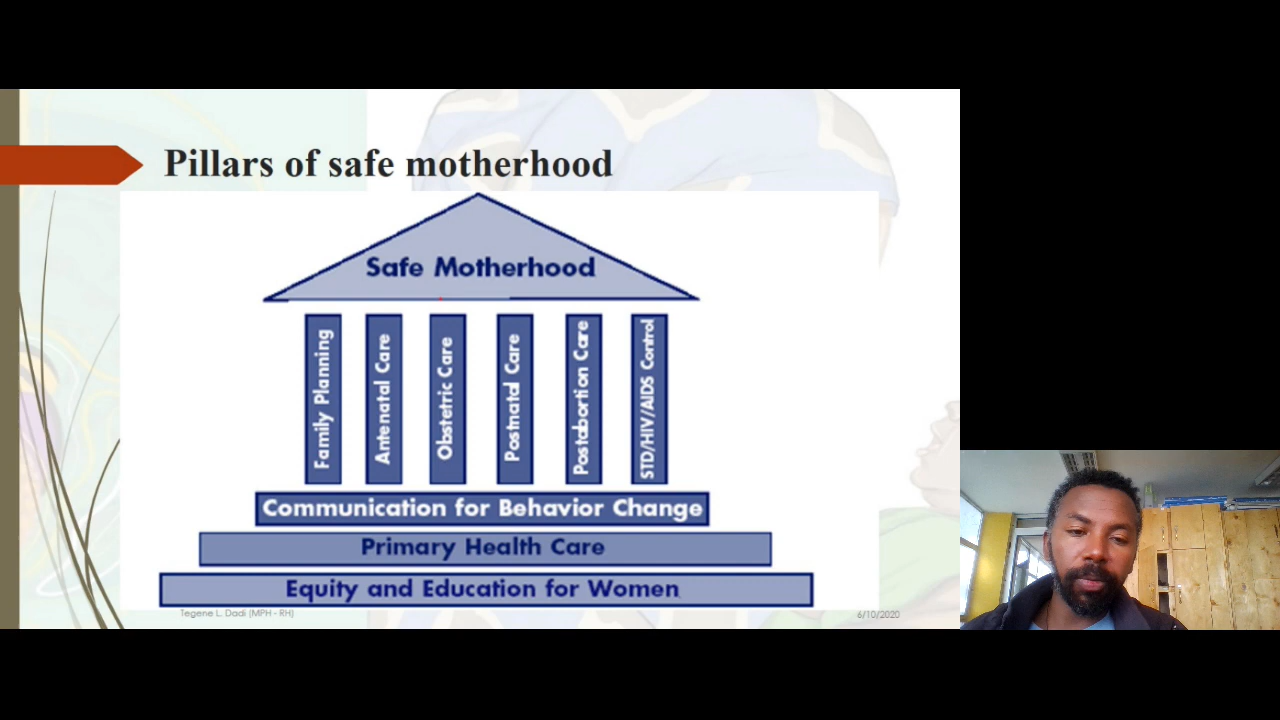 Pillars of safe motherhood
Safe Motherhood
Family Planning
Antenatal Care
Obstetric Care
Postnatal Care
Postabortion Care
STD/HIV/AIDS Control
Communication for Behavior Change
Primary Health Care
Equity and Education for Women
Tegene L. Dadi (MPH - RH)
6/10/2020